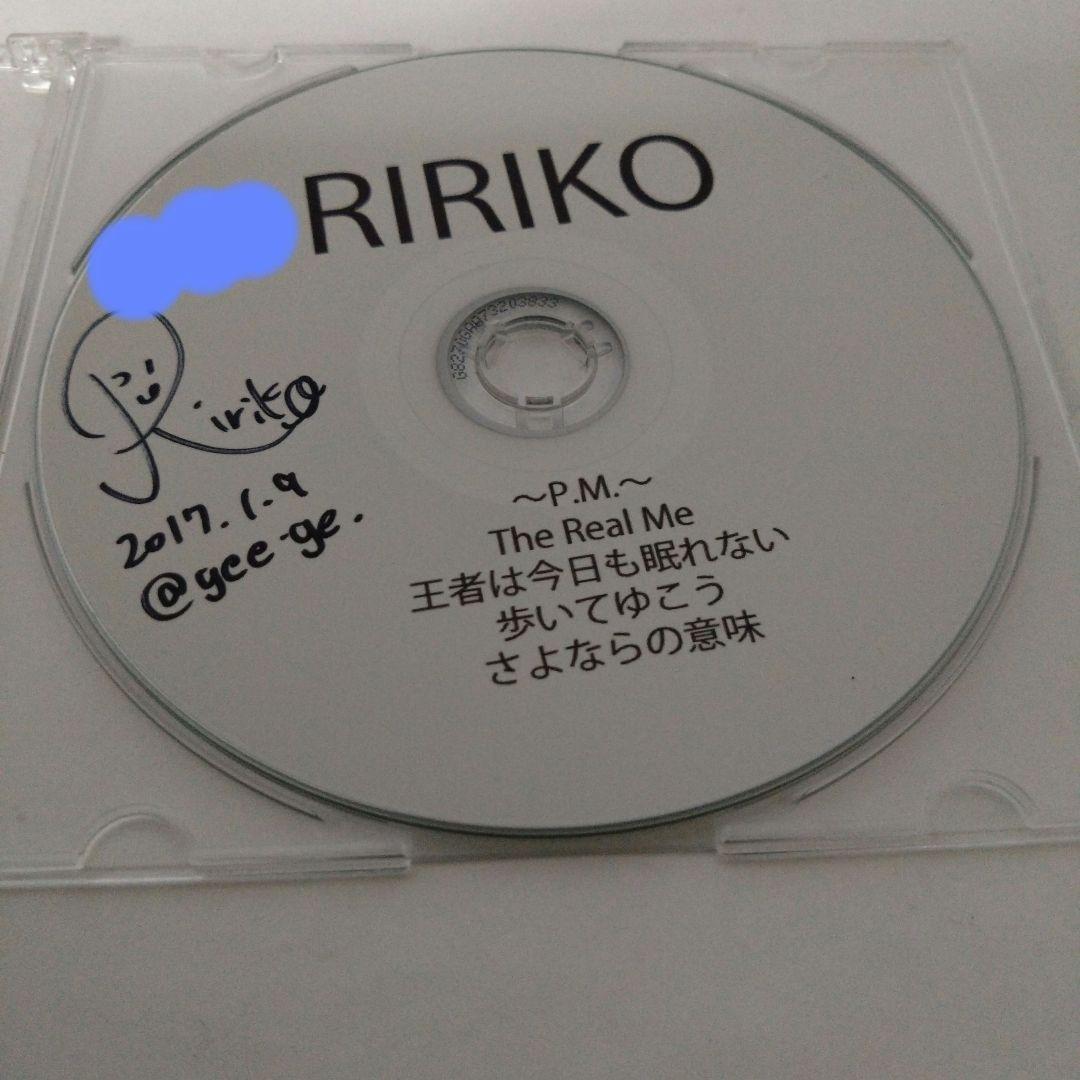 RIRIKO
Ririko
2017.1.9
@gee-ge.
～P.M.～
The Real Me
王者は今日も眠れない
歩いてゆこう
さよならの意味